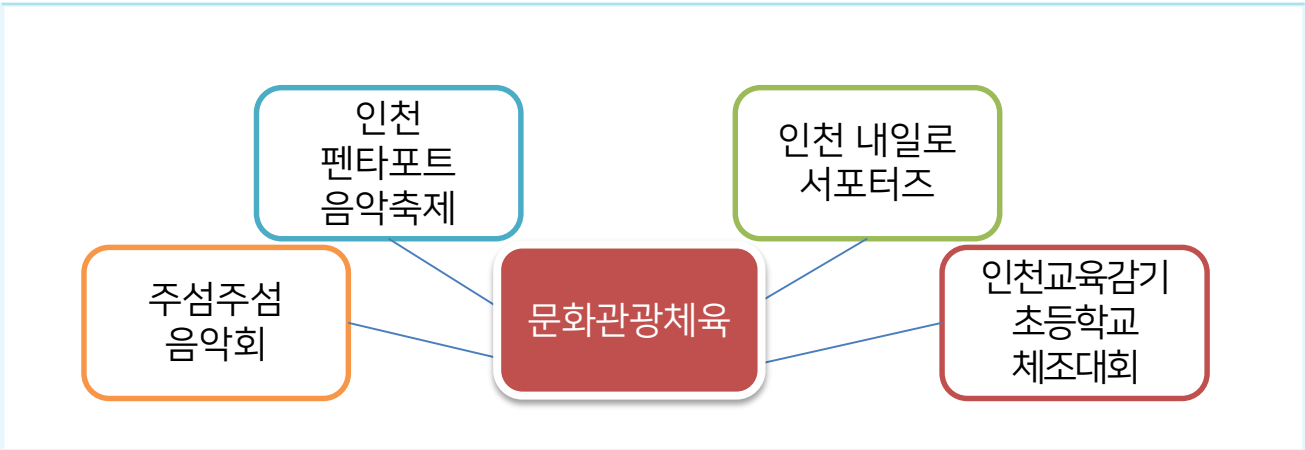 인천
펜타포트
음악축제
인천 내일로
서포터즈
주섬주섬
음악회
문화관광체육
인천교육감기
초등학교
체조대회